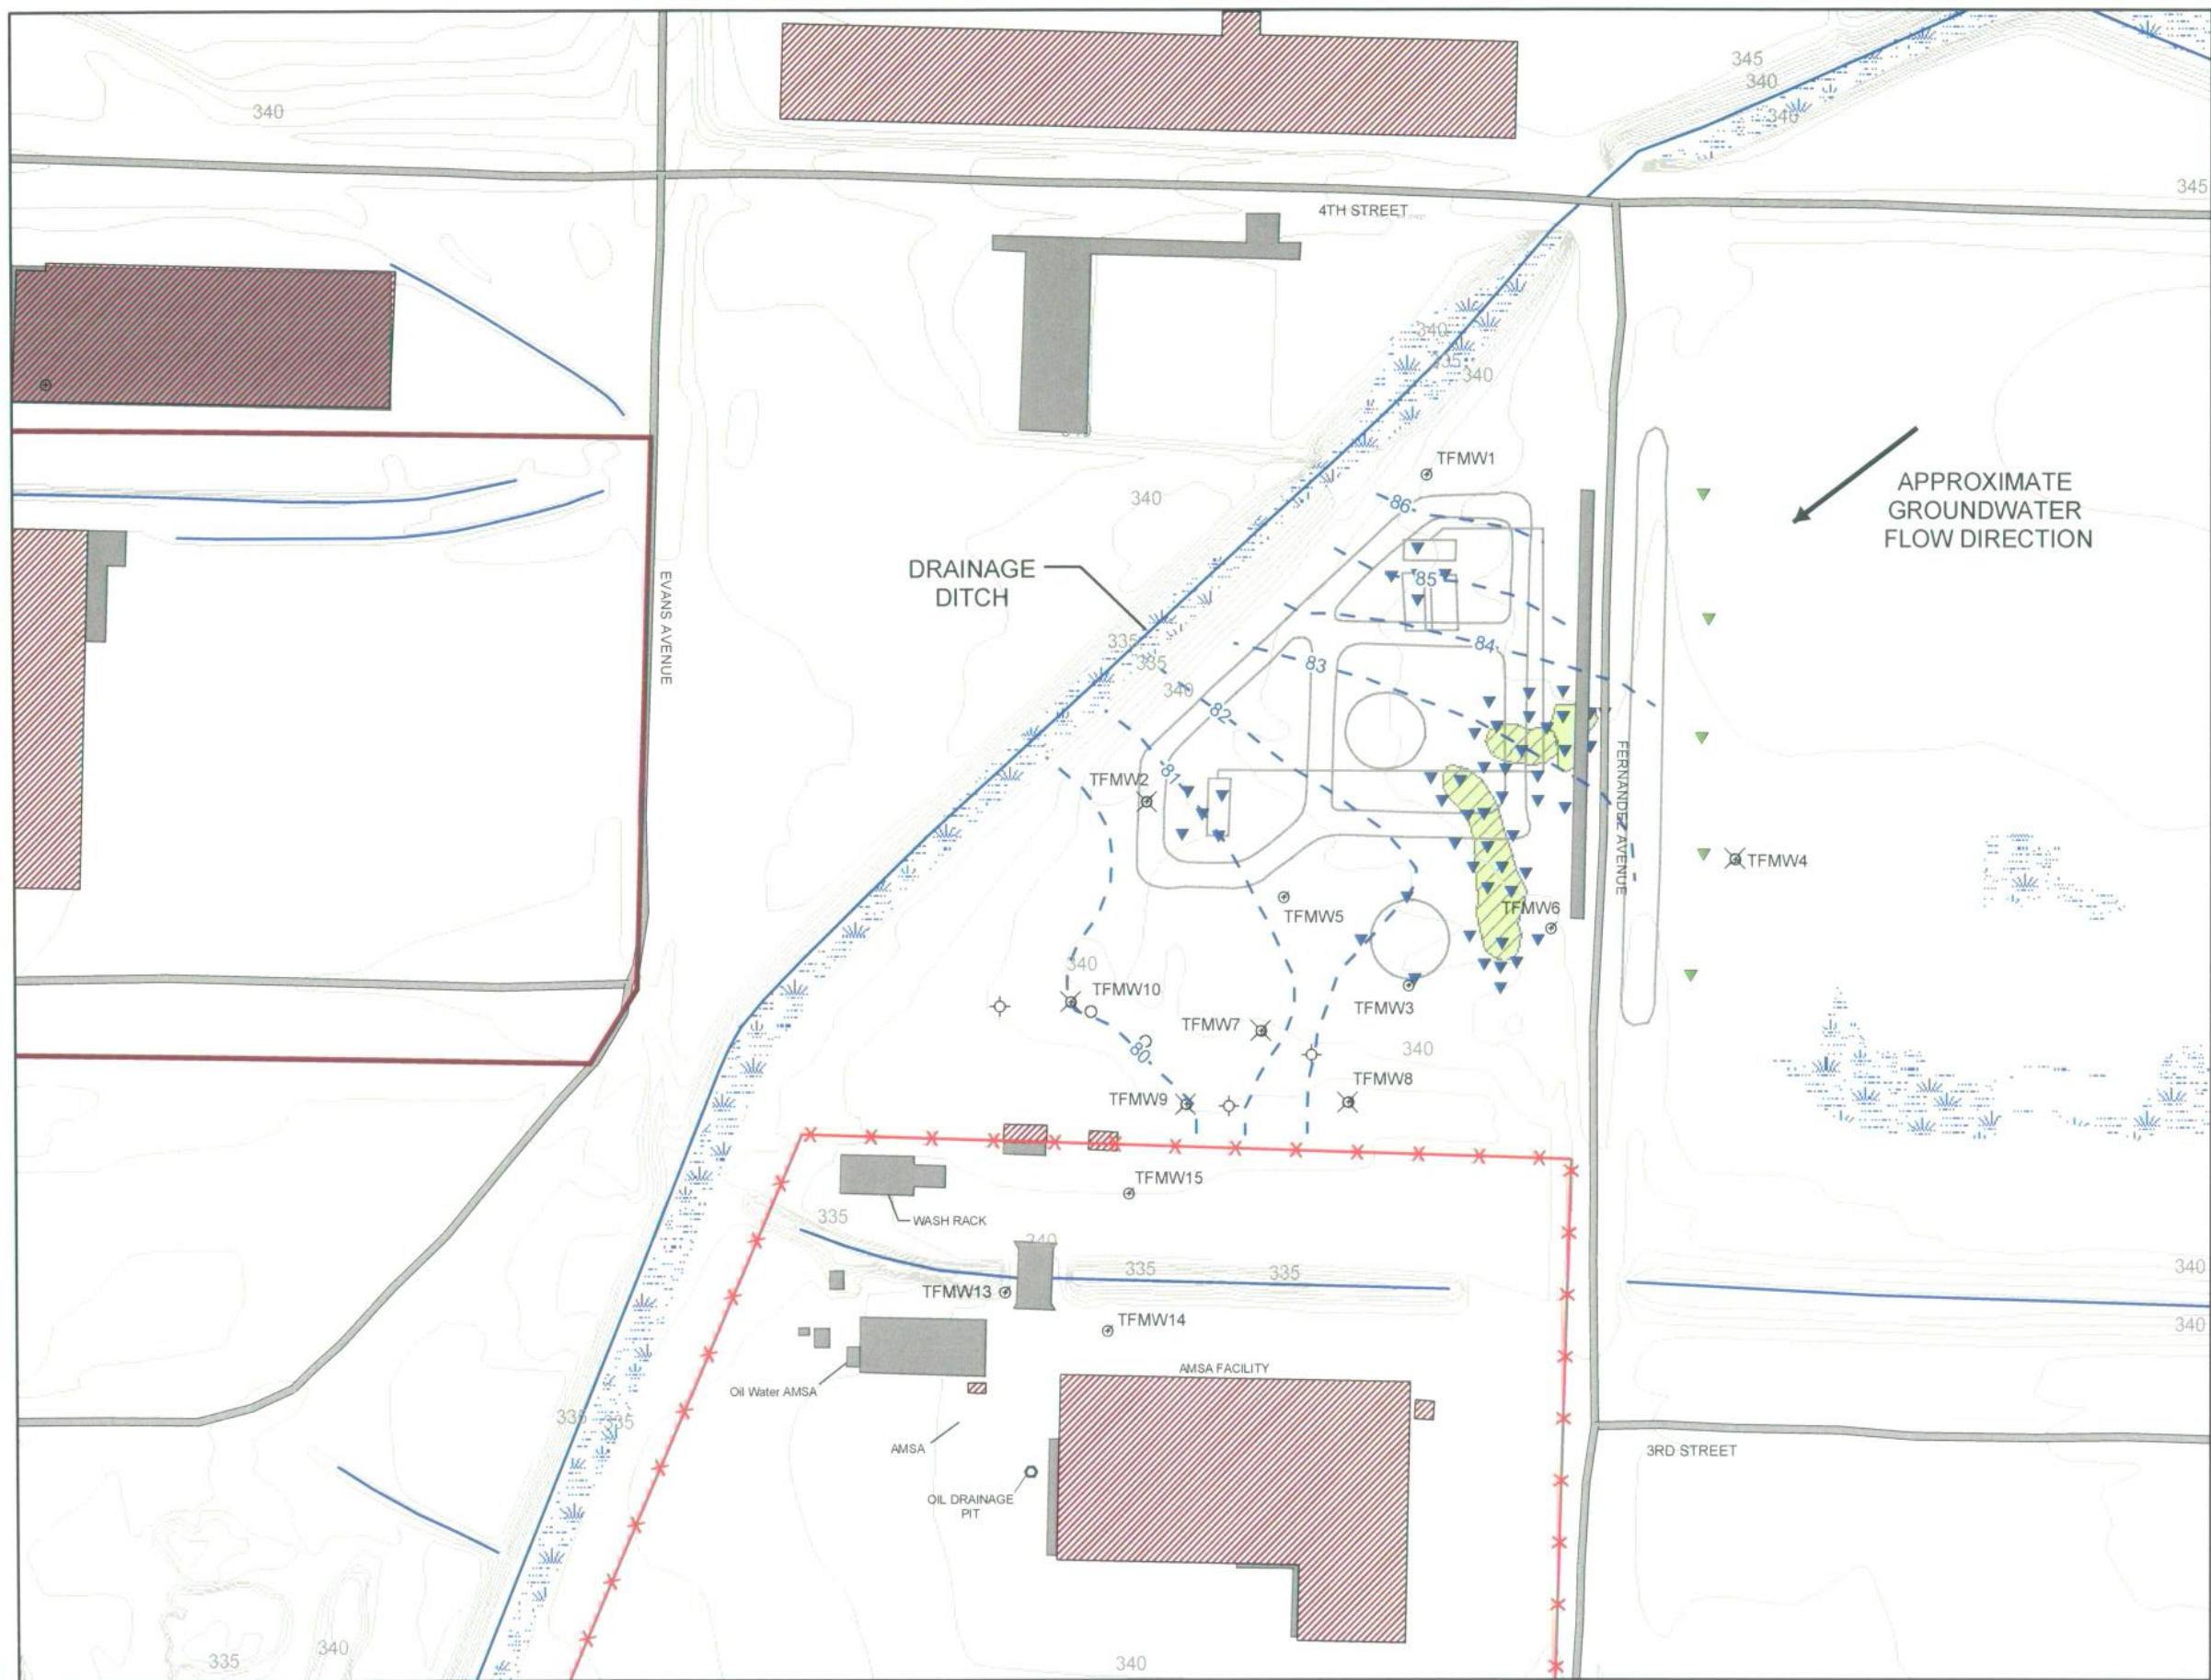 345
340
340
340
345
4TH STREET
340
335
340
TFMW1
340
86
APPROXIMATE
GROUNDWATER
FLOW DIRECTION
DRAINAGE
DITCH
EVANS AVENUE
85
335
335
84
83
340
82
FERNANDEZ AVENUE
81
TFMW2
TFMW4
TFMW5
TFMW6
340
TFMW10
TFMW3
TFMW7
80
340
TFMW8
TFMW9
TFMW15
335
WASH RACK
340
335
335
340
TFMW13
TFMW14
340
AMSA FACILITY
Oil Water AMSA
335
335
AMSA
3RD STREET
OIL DRAINAGE
PIT
340
335
340